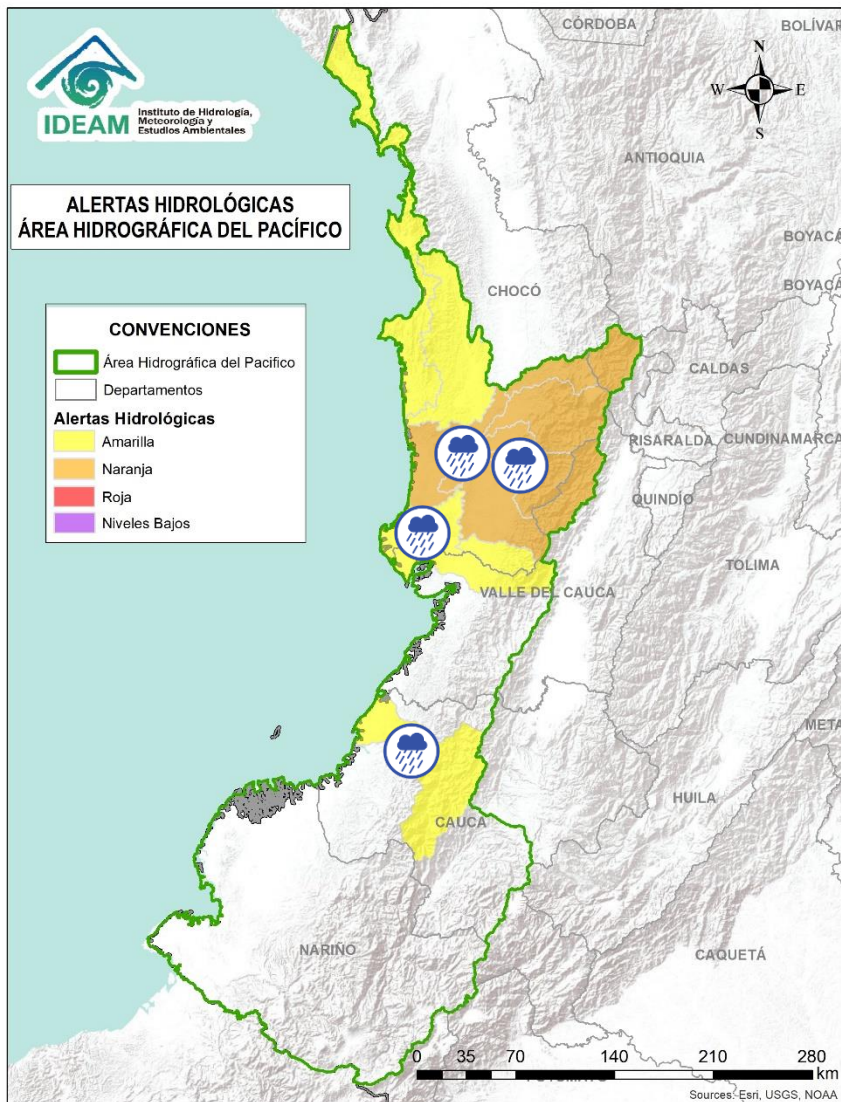 CÓRDOBA
BOLÍVAR
IDEAM
Instituto de Hidrología,
Meteorología y
Estudios Ambientales
N
W
E
S
ANTIOQUIA
ALERTAS HIDROLÓGICAS
ÁREA HIDROGRÁFICA DEL PACÍFICO
BOYACÁ
BOYACÁ
CHOCÓ
CONVENCIONES
Área Hidrográfica del Pacifico
Departamentos
Alertas Hidrológicas
Amarilla
Naranja
Roja
Niveles Bajos
CALDAS
RISARALDA
CUNDINAMARCA
QUINDÍO
TOLIMA
VALLE DEL CAUCA
META
HUILA
CAUCA
NARIÑO
CAQUETÁ
0 35 70 140 210 280
km
Sources: Esri, USGS, NOAA